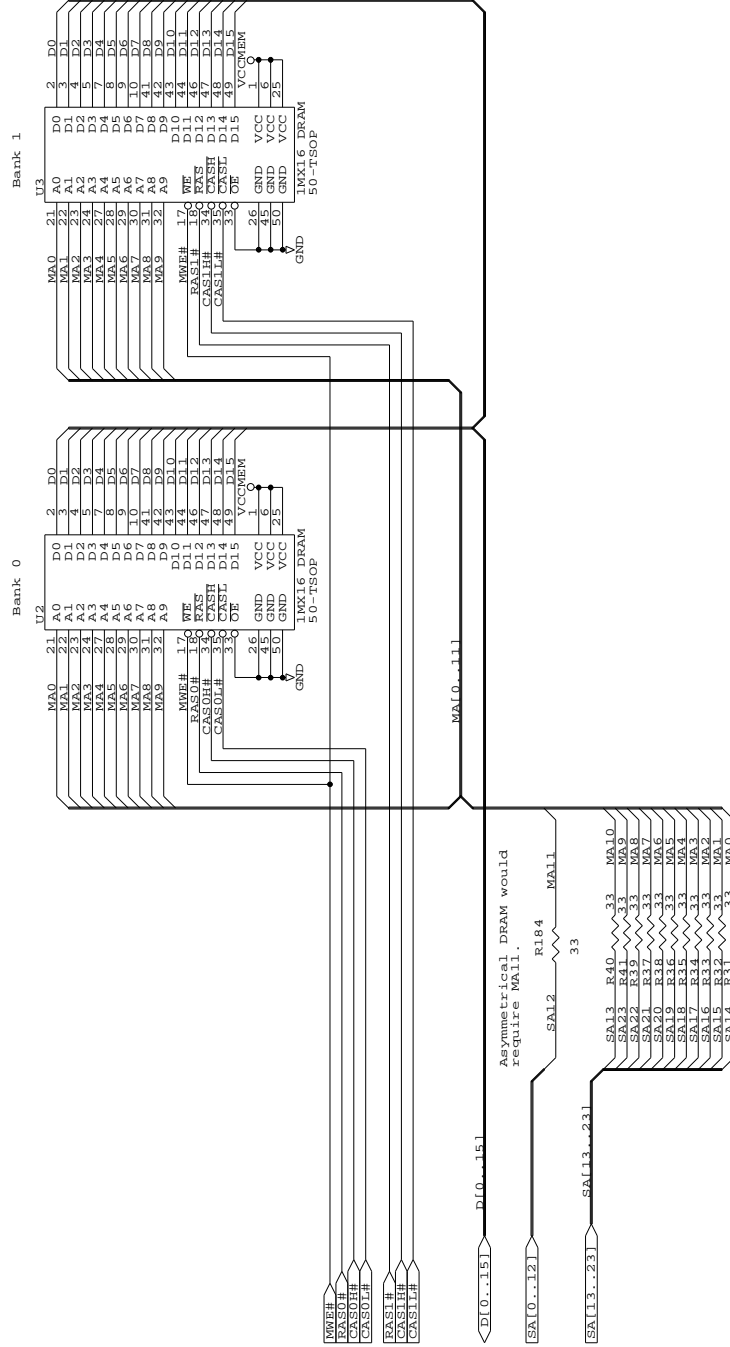 Bank 0
U2
MA0 21 A0 D0 2 D0
MA1 22 A1 D1 3 D1
MA2 23 A2 D2 4 D2
MA3 24 A3 D3 5 D3
MA4 27 A4 D4 7 D4
MA5 28 A5 D5 8 D5
MA6 29 A6 D6 9 D6
MA7 30 A7 D7 10 D7
MA8 31 A8 D8 41 D8
MA9 32 A9 D9 42 D9
D10 43 D10
MWE# 17 WE D11 44 D11
RAS0# 18 RAS D12 46 D12
CAS0H# 34 CASH D13 47 D13
CAS0L# 35 CASL D14 48 D14
33 OE D15 49 D15
VCCMEM
26 GND VCC 1
45 GND VCC 6
50 GND VCC 25
GND
1MX16 DRAM
50-TSOP
Bank 1
U3
MA0 21 A0 D0 2 D0
MA1 22 A1 D1 3 D1
MA2 23 A2 D2 4 D2
MA3 24 A3 D3 5 D3
MA4 27 A4 D4 7 D4
MA5 28 A5 D5 8 D5
MA6 29 A6 D6 9 D6
MA7 30 A7 D7 10 D7
MA8 31 A8 D8 41 D8
MA9 32 A9 D9 42 D9
D10 43 D10
MWE# 17 WE D11 44 D11
RAS1# 18 RAS D12 46 D12
CAS1H# 34 CASH D13 47 D13
CAS1L# 35 CASL D14 48 D14
33 OE D15 49 D15
VCCMEM
26 GND VCC 1
45 GND VCC 6
50 GND VCC 25
GND
1MX16 DRAM
50-TSOP
MWE#
RAS0#
CAS0H#
CAS0L#
RAS1#
CAS1H#
CAS1L#
MA[0..11]
D[0..15] D[0..15]
Asymmetrical DRAM would
require MA11.
SA[0..12]
R184
SA12 MA11
33
SA[13..23] SA[13..23]
SA13 R40 33 MA10
SA23 R41 33 MA9
SA22 R39 33 MA8
SA21 R37 33 MA7
SA20 R38 33 MA6
SA19 R36 33 MA5
SA18 R35 33 MA4
SA17 R34 33 MA3
SA16 R33 33 MA2
SA15 R32 33 MA1
SA14 R31 33 MA0